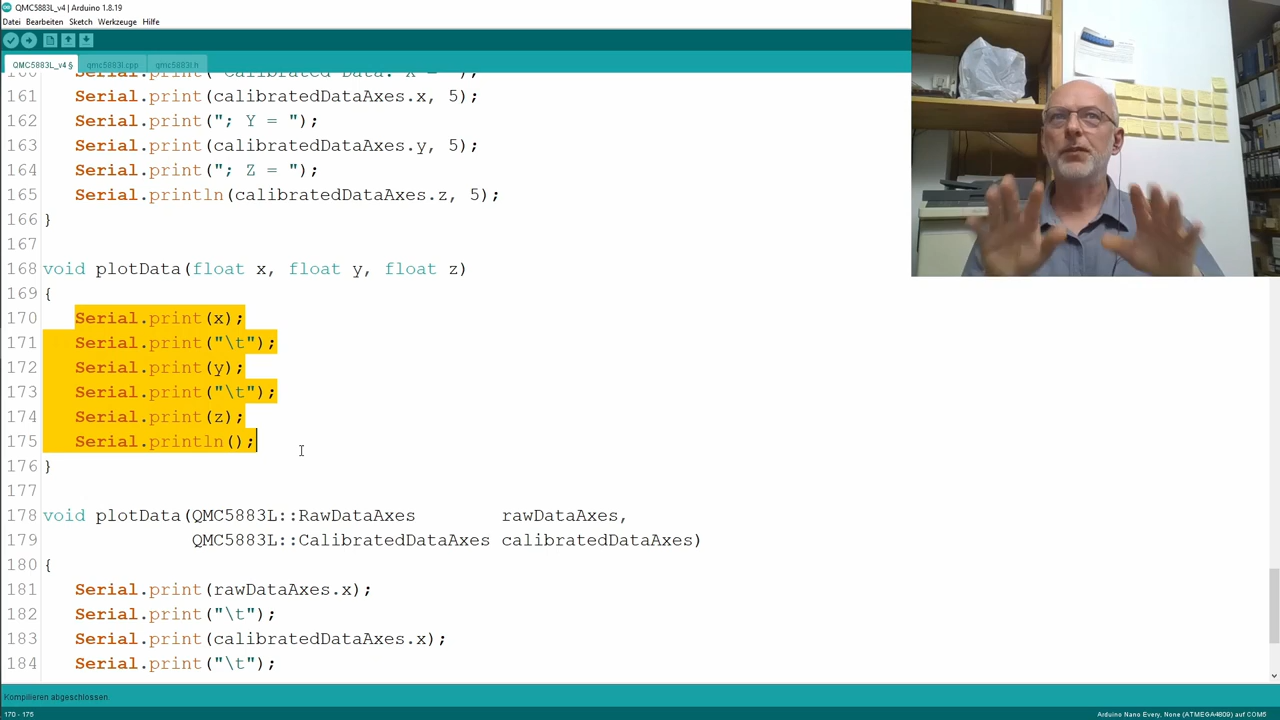 QMC5883L_v4 | Arduino 1.8.19
Datei Bearbeiten Sketch Werkzeuge Hilfe
QMC5883L_v4 § qmc5883l.cpp qmc5883l.h
160 Serial.print("Calibrated Data: X = ");
161 Serial.print(calibratedDataAxes.x, 5);
162 Serial.print("; Y = ");
163 Serial.print(calibratedDataAxes.y, 5);
164 Serial.print("; Z = ");
165 Serial.println(calibratedDataAxes.z, 5);
166 }
167
168 void plotData(float x, float y, float z)
169 {
170 Serial.print(x);
171 Serial.print("\t");
172 Serial.print(y);
173 Serial.print("\t");
174 Serial.print(z);
175 Serial.println();
176 }
177
178 void plotData(QMC5883L::RawDataAxes rawDataAxes,
179 QMC5883L::CalibratedDataAxes calibratedDataAxes)
180 {
181 Serial.print(rawDataAxes.x);
182 Serial.print("\t");
183 Serial.print(calibratedDataAxes.x);
184 Serial.print("\t");
Kompilieren abgeschlossen
170 - 175 Arduino Nano Every, None (ATMEGA4809) auf COM5